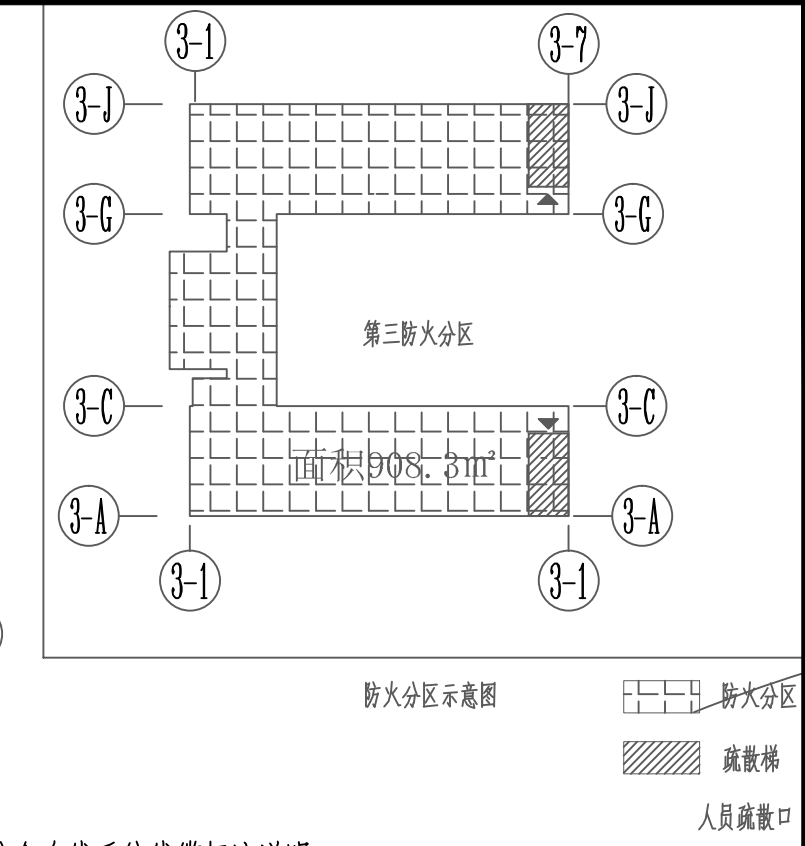 3-1 3-7
3-J 3-J
3-G 3-G
第三防火分区
3-C 3-C
面积908.3㎡
3-A 3-A
3-1 3-1
防火分区示意图
防火分区
疏散梯
人员疏散口